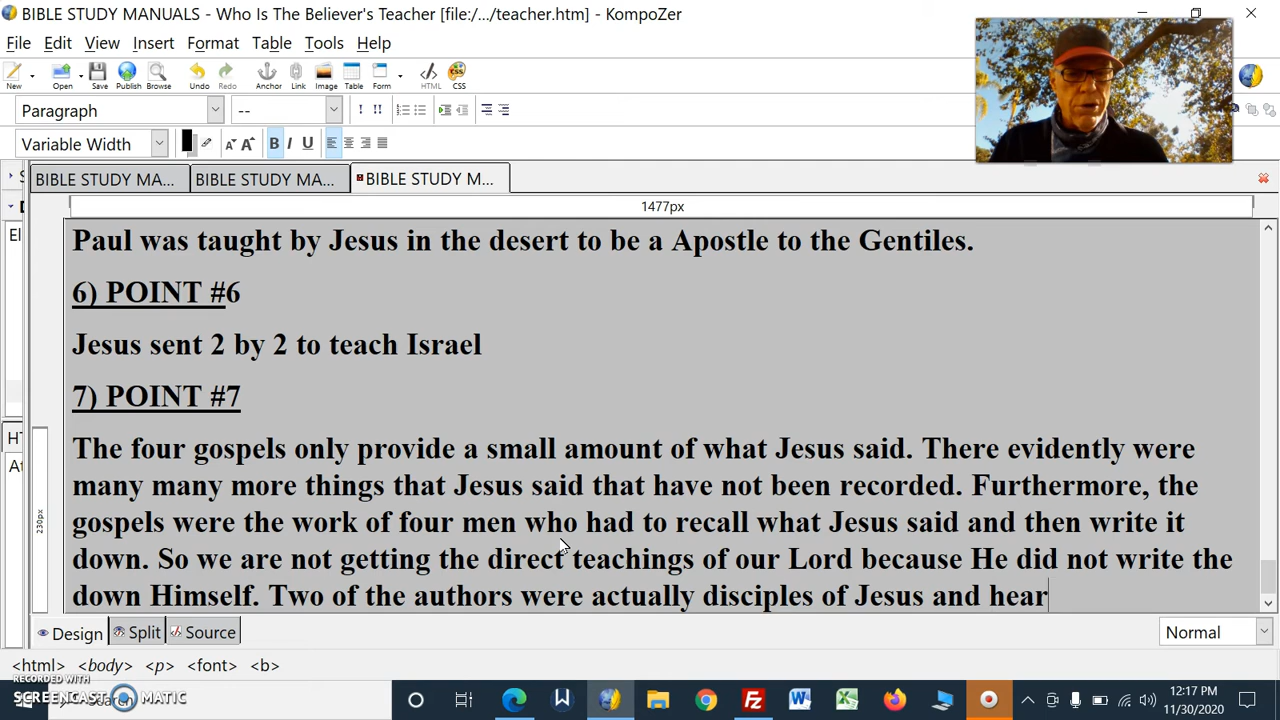 BIBLE STUDY MANUALS - Who Is The Believer's Teacher [file:/.../teacher.htm] - KompoZer
File Edit View Insert Format Table Tools Help
New Open Save Publish Browse Undo Redo Anchor Link Image Table Form HTML CSS
Paragraph --
Variable Width B I U
BIBLE STUDY MA... BIBLE STUDY MA... BIBLE STUDY M...
1477px
El
Paul was taught by Jesus in the desert to be a Apostle to the Gentiles.
6) POINT #6
Jesus sent 2 by 2 to teach Israel
7) POINT #7
The four gospels only provide a small amount of what Jesus said. There evidently were
many many more things that Jesus said that have not been recorded. Furthermore, the
gospels were the work of four men who had to recall what Jesus said and then write it
down. So we are not getting the direct teachings of our Lord because He did not write the
down Himself. Two of the authors were actually disciples of Jesus and hear
HT
At
230px
Design Split Source Normal
<html> <body> <p> <font> <b>
RECORDED WITH
SCREENCAST MATIC
12:17 PM
11/30/2020